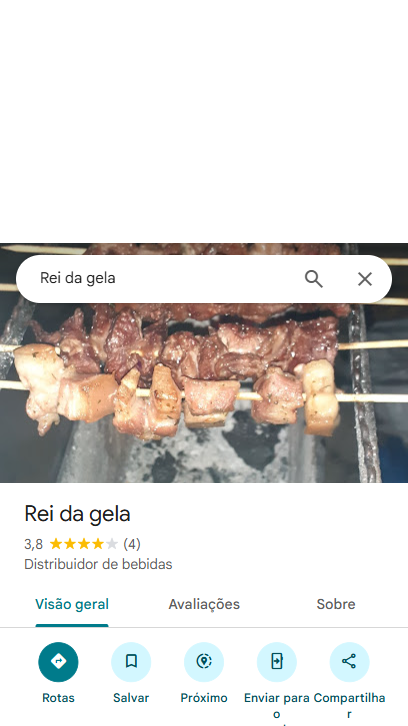 Rei da gela
Rei da gela
3,8 (4)
Distribuidor de bebidas
Visão geral Avaliações Sobre
Rotas Salvar Próximo Enviar para o Compartilhar